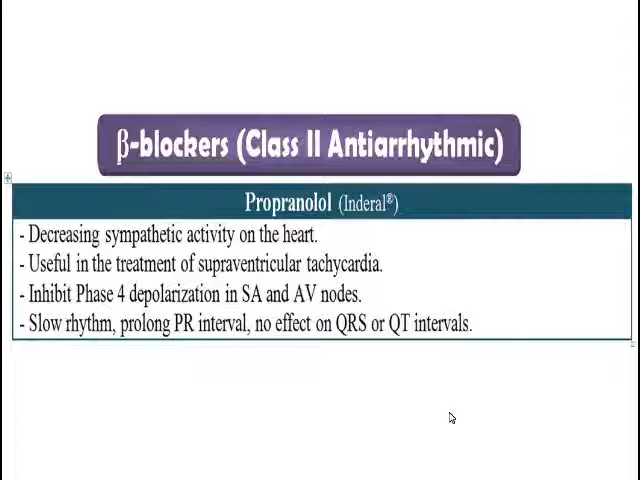 β-blockers (Class II Antiarrhythmic)
Propranolol (Inderal®)
- Decreasing sympathetic activity on the heart.
- Useful in the treatment of supraventricular tachycardia.
- Inhibit Phase 4 depolarization in SA and AV nodes.
- Slow rhythm, prolong PR interval, no effect on QRS or QT intervals.